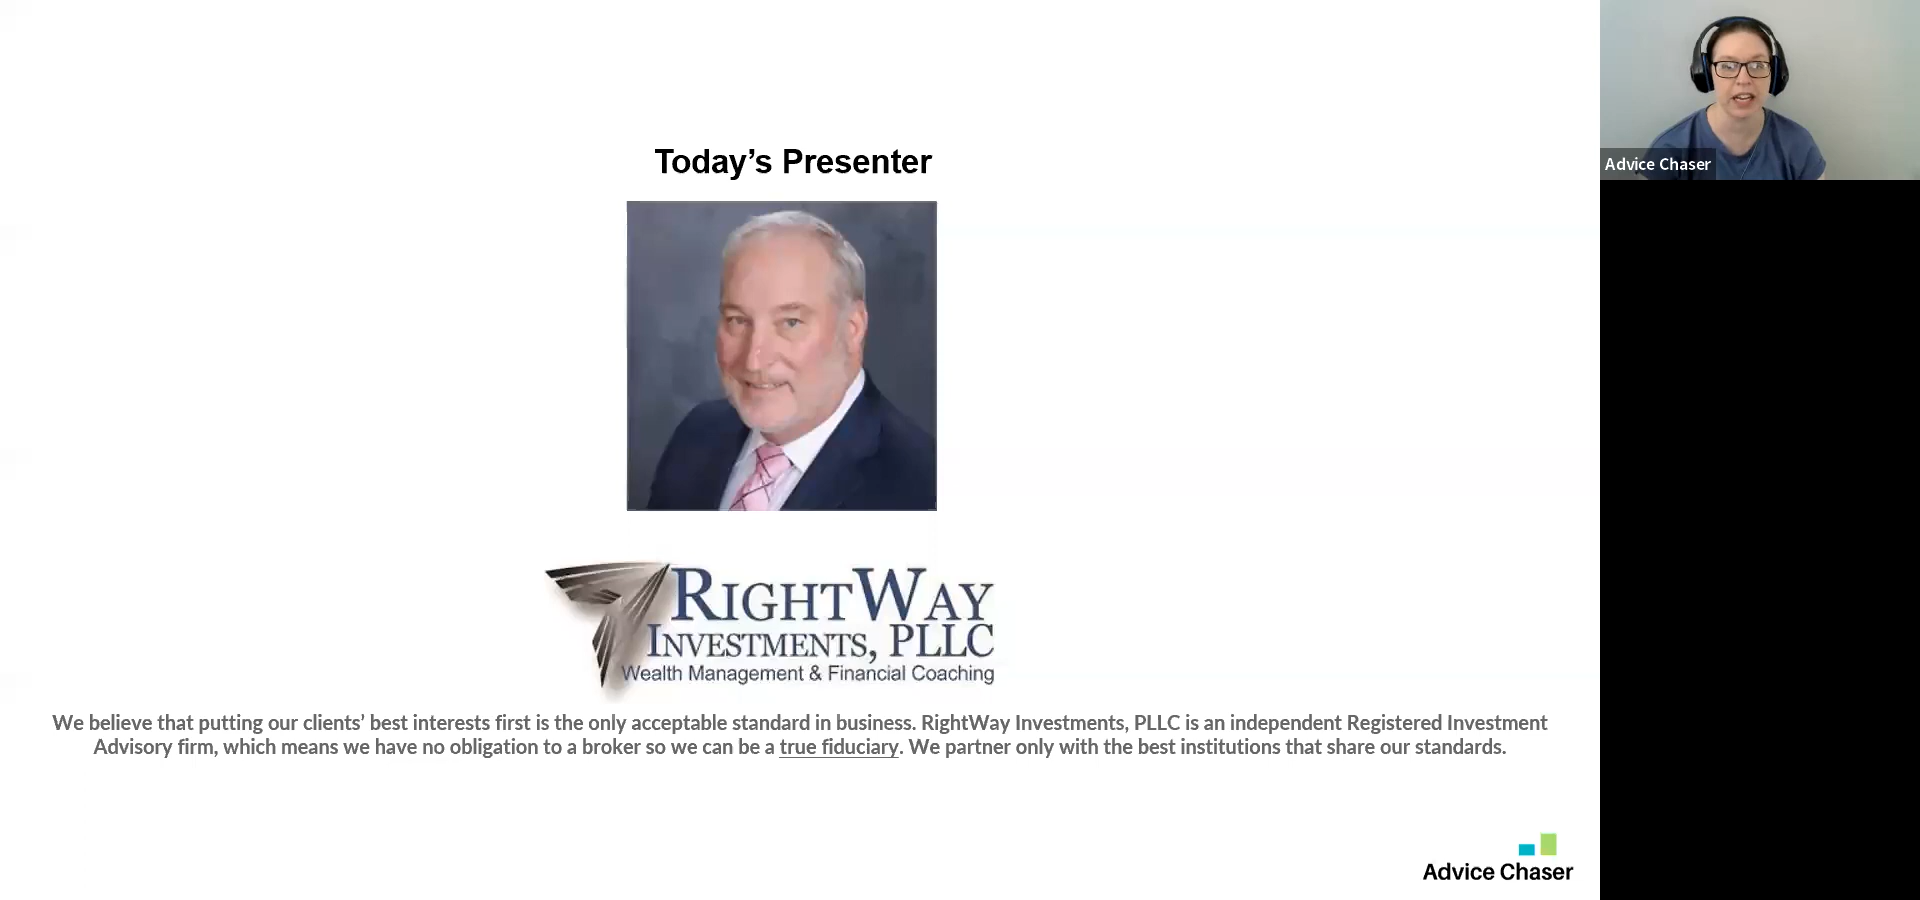 Today’s Presenter
RIGHTWAY
INVESTMENTS, PLLC
Wealth Management & Financial Coaching
We believe that putting our clients’ best interests first is the only acceptable standard in business. RightWay Investments, PLLC is an independent Registered Investment
Advisory firm, which means we have no obligation to a broker so we can be a true fiduciary. We partner only with the best institutions that share our standards.
Advice Chaser
Advice Chaser